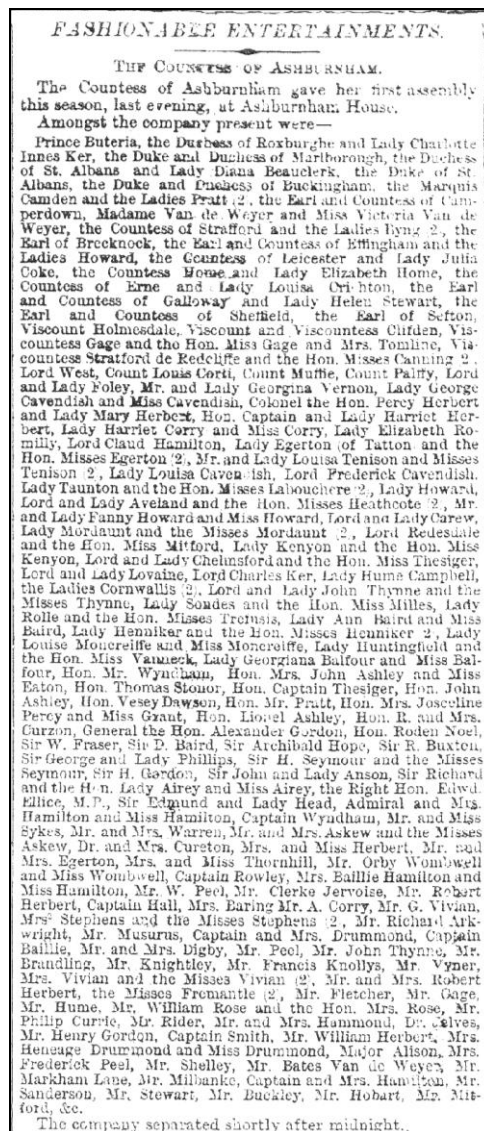 FASHIONABLE ENTERTAINMENTS.
THE COUNTESS OF ASHBURNHAM.
The Countess of Ashburnham gave her first assembly
this season, last evening, at Ashburnham House.
Amongst the company present were—
Prince Buteria, the Duchess of Roxburghe and Lady Charlotte
Innes Ker, the Duke and Duchess of Marlborough, the Duchess
of St. Albans and Lady Diana Beauclerk, the Duke of St.
Albans, the Duke and Duchess of Buckingham, the Marquis
Camden and the Ladies Pratt (2), the Earl and Countess of Cam-
perdown, Madame Van de Weyer and Miss Victoria Van de
Weyer, the Countess of Strafford and the Ladies Byng (2), the
Earl of Brecknock, the Earl and Countess of Effingham and the
Ladies Howard, the Countess of Leicester and Lady Julia
Coke, the Countess Home and Lady Elizabeth Home, the
Countess of Erne and Lady Louisa Crighton, the Earl
and Countess of Galloway and Lady Helen Stewart, the
Earl and Countess of Sheffield, the Earl of Sefton,
Viscount Holmesdale, Viscount and Viscountess Clifden, Vis-
countess Gage and the Hon. Miss Gage and Mrs. Tomline, Vis-
countess Stratford de Redcliffe and the Hon. Misses Canning (2),
Lord West, Count Louis Corti, Count Muffie, Count Palffy, Lord
and Lady Foley, Mr. and Lady Georgina Vernon, Lady George
Cavendish and Miss Cavendish, Colonel the Hon. Percy Herbert
and Lady Mary Herbert, Hon. Captain and Lady Harriet Her-
bert, Lady Harriet Corry and Miss Corry, Lady Elizabeth Ro-
milly, Lord Claud Hamilton, Lady Egerton (of Tatton and the
Hon. Misses Egerton (2), Mr. and Lady Louisa Tenison and Misses
Tenison (2), Lady Louisa Cavendish, Lord Frederick Cavendish.
Lady Taunton and the Hon. Misses Labouchere (2), Lady Howard,
Lord and Lady Aveland and the Hon. Misses Heathcote (2), Mr.
and Lady Fanny Howard and Miss Howard, Lord and Lady Carew,
Lady Mordaunt and the Misses Mordaunt (2), Lord Redesdale
and the Hon. Miss Mitford, Lady Kenyon and the Hon. Miss
Kenyon, Lord and Lady Chelmsford and the Hon. Miss Thesiger,
Lord and Lady Lovaine, Lord Charles Ker, Lady Hume Campbell,
the Ladies Cornwallis (2), Lord and Lady John Thynne and the
Misses Thynne, Lady Sondes and the Hon. Miss Milles, Lady
Rolle and the Hon. Misses Trefusis, Lady Ann Baird and Miss
Baird, Lady Henniker and the Hon. Misses Henniker (2), Lady
Louise Moncreiffe and Miss Moncreiffe, Lady Huntingfield and
the Hon. Miss Vanneck, Lady Georgiana Balfour and Miss Bal-
four, Hon. Mr. Wyndham, Hon. Mrs. John Ashley and Miss
Eaton, Hon. Thomas Stonor, Hon. Captain Thesiger, Hon. John
Ashley, Hon. Vesey Dawson, Hon. Mr. Pratt, Hon. Mrs. Josceline
Percy and Miss Grant, Hon. Lionel Ashley, Hon. R. and Mrs.
Curzon, General the Hon. Alexander Gordon, Hon. Roden Noel,
Sir W. Fraser, Sir D. Baird, Sir Archibald Hope, Sir R. Buxton,
Sir George and Lady Phillips, Sir H. Seymour and the Misses
Seymour, Sir H. Gordon, Sir John and Lady Anson, Sir Richard
and the Hon. Lady Airey and Miss Airey, the Right Hon. Edwd.
Ellice, M.P., Sir Edmund and Lady Head, Admiral and Mrs.
Hamilton and Miss Hamilton, Captain Wyndham, Mr. and Miss
Sykes, Mr. and Mrs. Warren, Mr. and Mrs. Askew and the Misses
Askew, Dr. and Mrs. Cureton, Mrs. and Miss Herbert, Mr. and
Mrs. Egerton, Mrs. and Miss Thornhill, Mr. Orby Wombwell
and Miss Wombwell, Captain Rowley, Mrs. Baillie Hamilton and
Miss Hamilton, Mr. W. Peel, Mr. Clerke Jervoise, Mr. Robert
Herbert, Captain Hall, Mrs. Baring Mr. A. Corry, Mr. G. Vivian,
Mrs Stephens and the Misses Stephens (2), Mr. Richard Ark-
wright, Mr. Musurus, Captain and Mrs. Drummond, Captain
Baillie, Mr. and Mrs. Digby, Mr. Peel, Mr. John Thynne, Mr.
Brandling, Mr. Knightley, Mr. Francis Knollys, Mr. Vyner,
Mrs. Vivian and the Misses Vivian (2), Mr. and Mrs. Robert
Herbert, the Misses Fremantle (2), Mr. Fletcher, Mr. Gage,
Mr. Hume, Mr. William Rose and the Hon. Mrs. Rose, Mr.
Philip Currie, Mr. Rider, Mr. and Mrs. Hammond, Dr. Jelves,
Mr. Henry Gordon, Captain Smith, Mr. William Herbert, Mrs.
Heneage Drummond and Miss Drummond, Major Alison, Mrs.
Frederick Peel, Mr. Shelley, Mr. Bates Van de Weyer, Mr.
Markham Lane, Mr. Milbanke, Captain and Mrs. Hamilton, Mr.
Sanderson, Mr. Stewart, Mr. Buckley, Mr. Hobart, Mr. Mit-
ford, &c.
The company separated shortly after midnight.